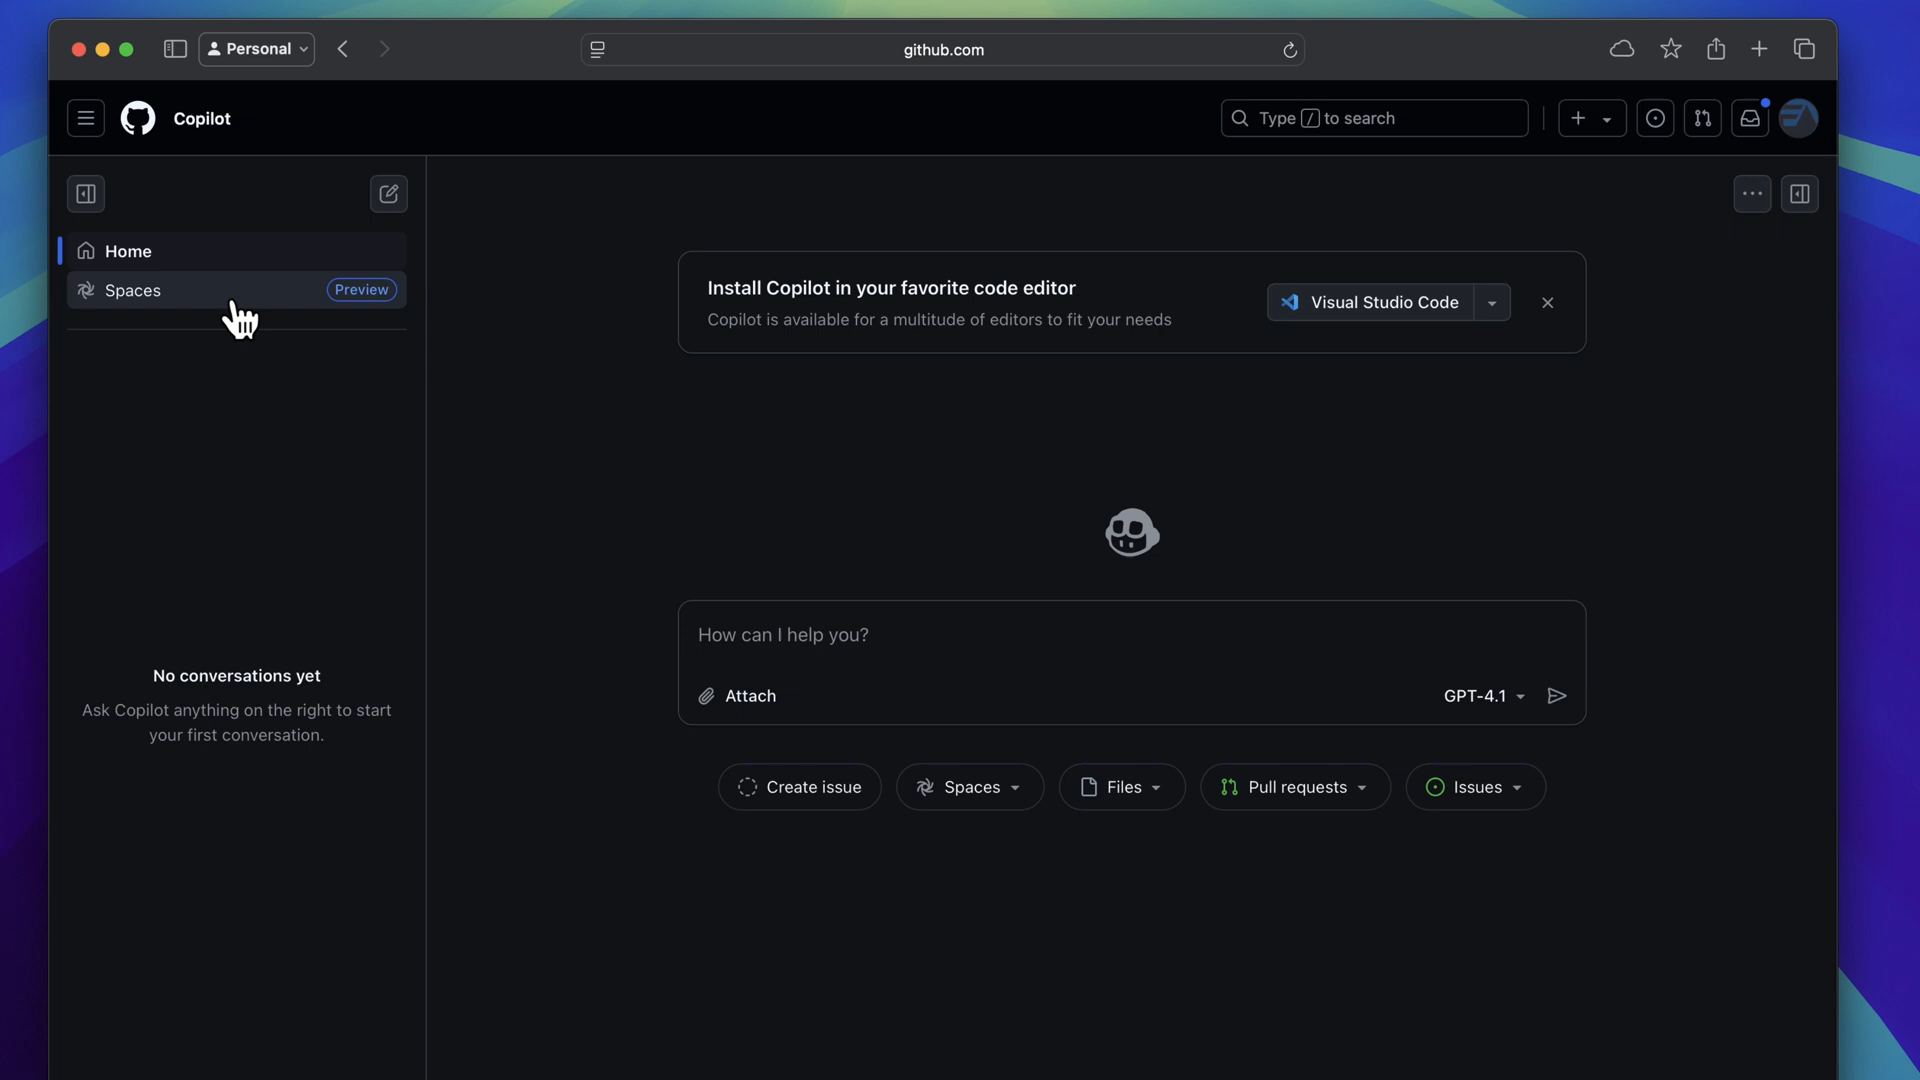 Personal
github.com
Copilot
Type / to search
Home
Spaces
Preview
Install Copilot in your favorite code editor
Copilot is available for a multitude of editors to fit your needs
Visual Studio Code
How can I help you?
Attach
GPT-4.1
Create issue
Spaces
Files
Pull requests
Issues
No conversations yet
Ask Copilot anything on the right to start
your first conversation.